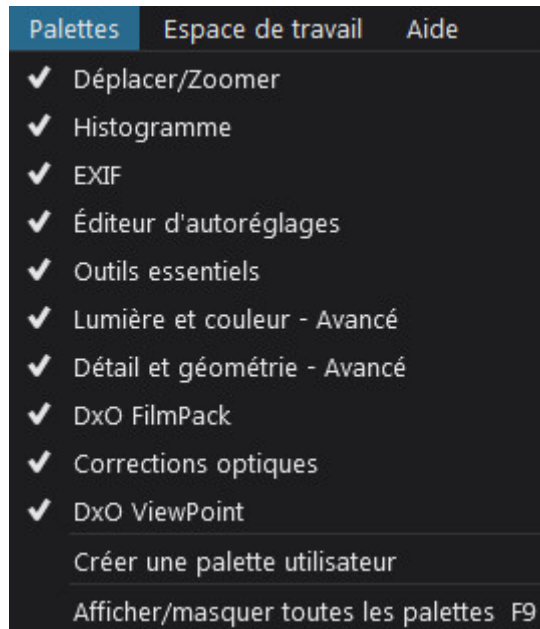 Palettes Espace de travail Aide
Déplacer/Zoomer
Histogramme
EXIF
Éditeur d'autoréglages
Outils essentiels
Lumière et couleur - Avancé
Détail et géométrie - Avancé
DxO FilmPack
Corrections optiques
DxO ViewPoint
Créer une palette utilisateur
Afficher/masquer toutes les palettes F9